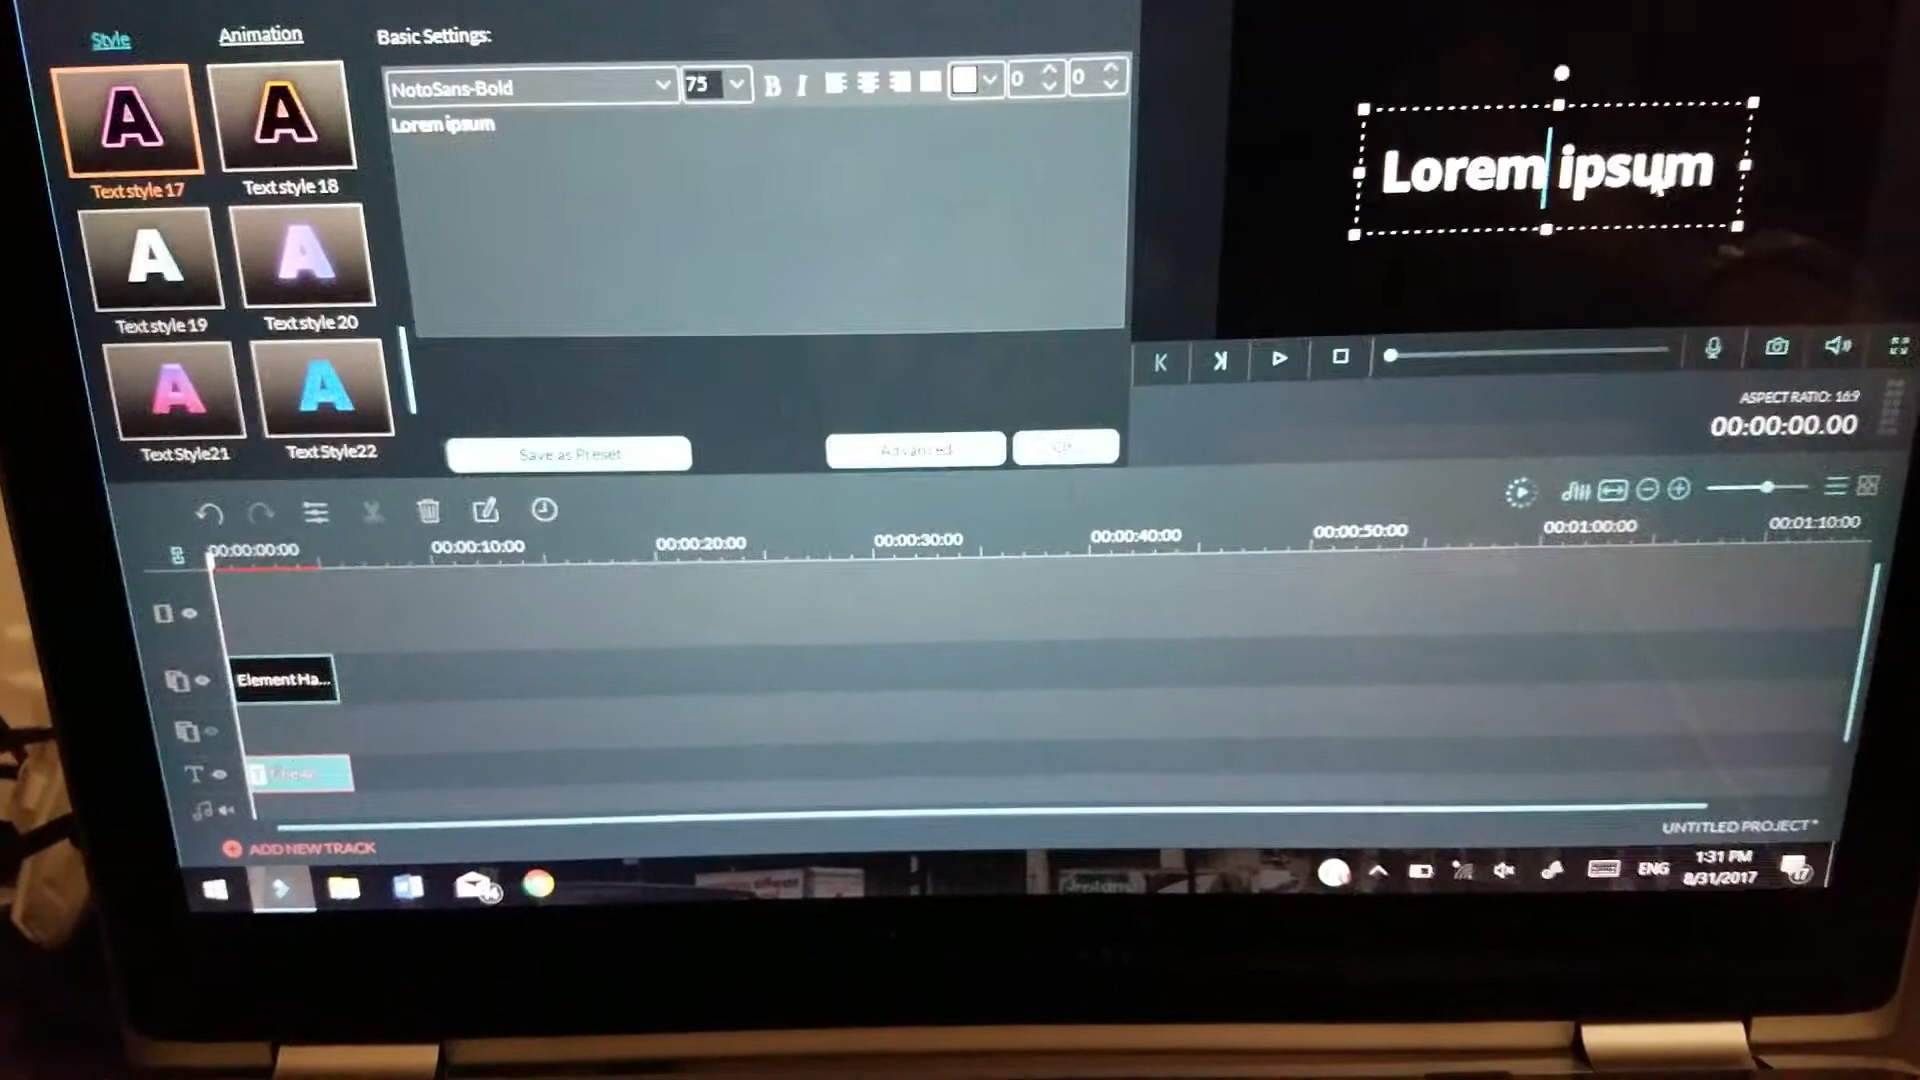 Style
Animation
Basic Settings:
NotoSans-Bold
75
B I
0
0
Lorem ipsum
Lorem ipsum
A
A
Text style 17
Text style 18
A
A
Text style 19
Text style 20
A
A
Text Style21
Text Style22
Save as Preset
Advanced
ASPECT RATIO: 16:9
00:00:00.00
00:00:00:00
00:00:10:00
00:00:20:00
00:00:30:00
00:00:40:00
00:00:50:00
00:01:00:00
00:01:10:00
Element Ha...
T
T
ADD NEW TRACK
UNTITLED PROJECT *
ENG
1:31 PM
8/31/2017
17